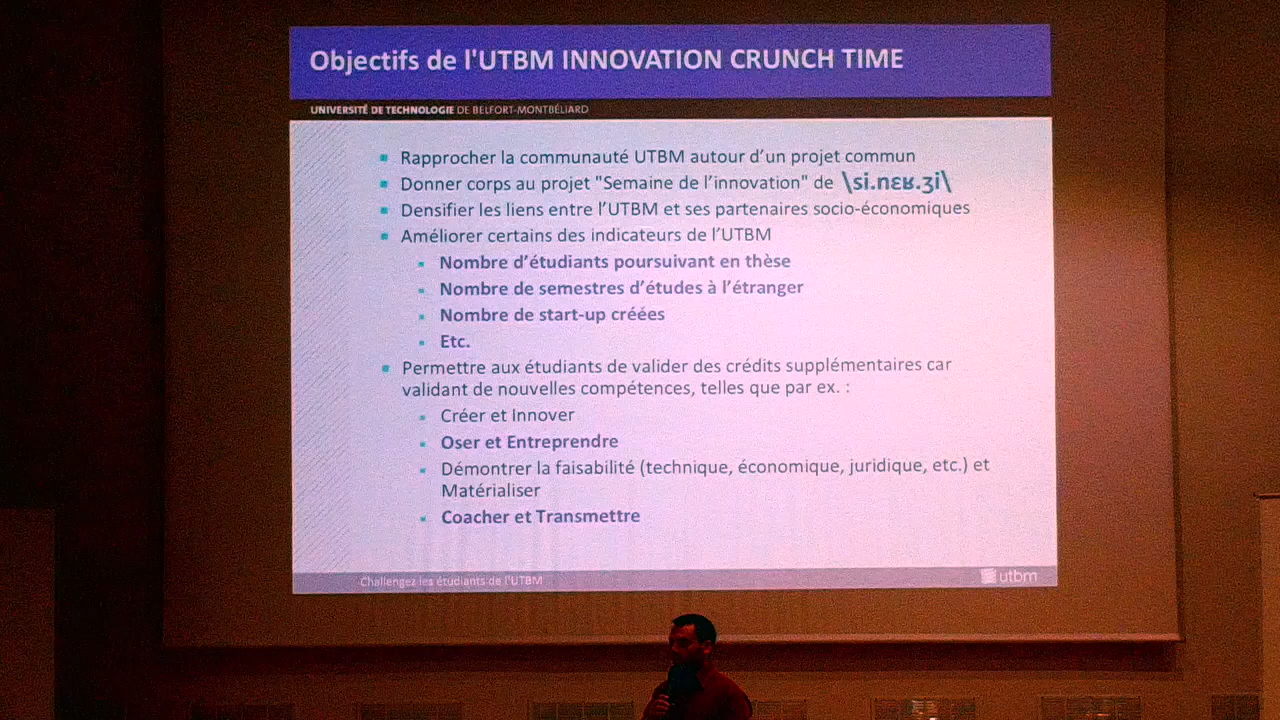 Objectifs de l'UTBM INNOVATION CRUNCH TIME
UNIVERSITÉ DE TECHNOLOGIE DE BELFORT-MONTBÉLIARD
Rapprocher la communauté UTBM autour d’un projet commun
Donner corps au projet "Semaine de l’innovation" de \si.nɛʁ.ʒi\
Densifier les liens entre l’UTBM et ses partenaires socio-économiques
Améliorer certains des indicateurs de l’UTBM
Nombre d’étudiants poursuivant en thèse
Nombre de semestres d’études à l’étranger
Nombre de start-up créées
Etc.
Permettre aux étudiants de valider des crédits supplémentaires car
validant de nouvelles compétences, telles que par ex. :
Créer et Innover
Oser et Entreprendre
Démontrer la faisabilité (technique, économique, juridique, etc.) et
Matérialiser
Coacher et Transmettre
Challengez les étudiants de l'UTBM
utbm